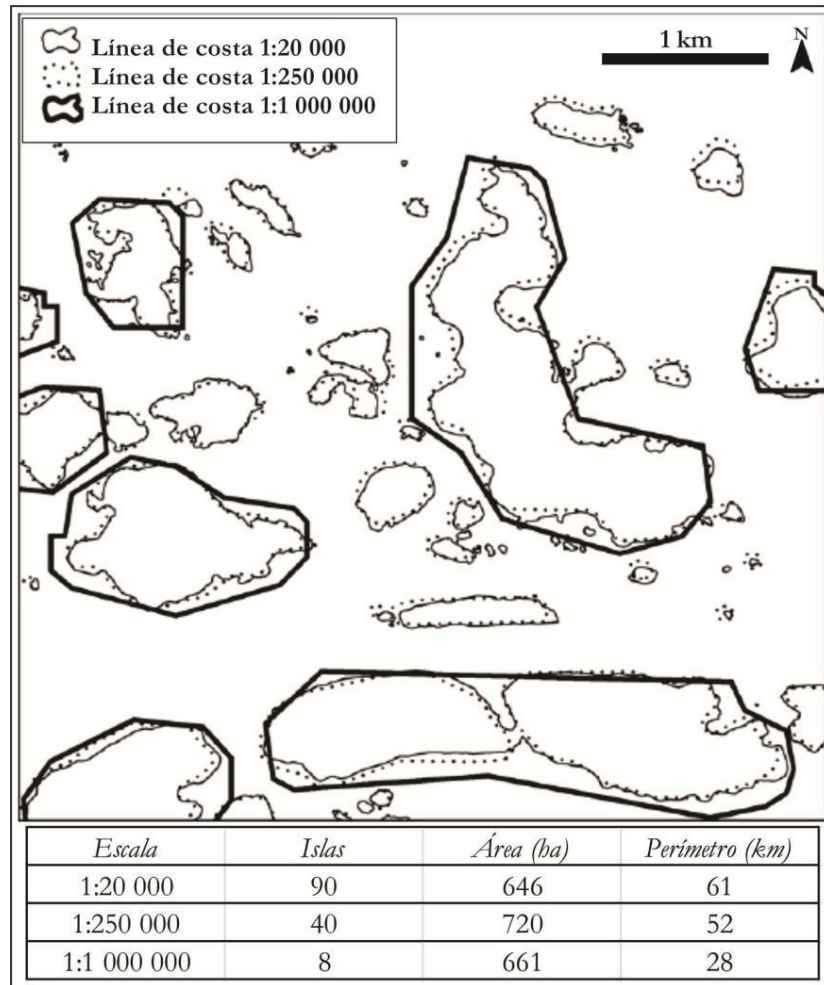 Línea de costa 1:20 000
Línea de costa 1:250 000
Línea de costa 1:1 000 000
1 km
N
Escala Islas Área (ha) Perímetro (km)
1:20 000 90 646 61
1:250 000 40 720 52
1:1 000 000 8 661 28